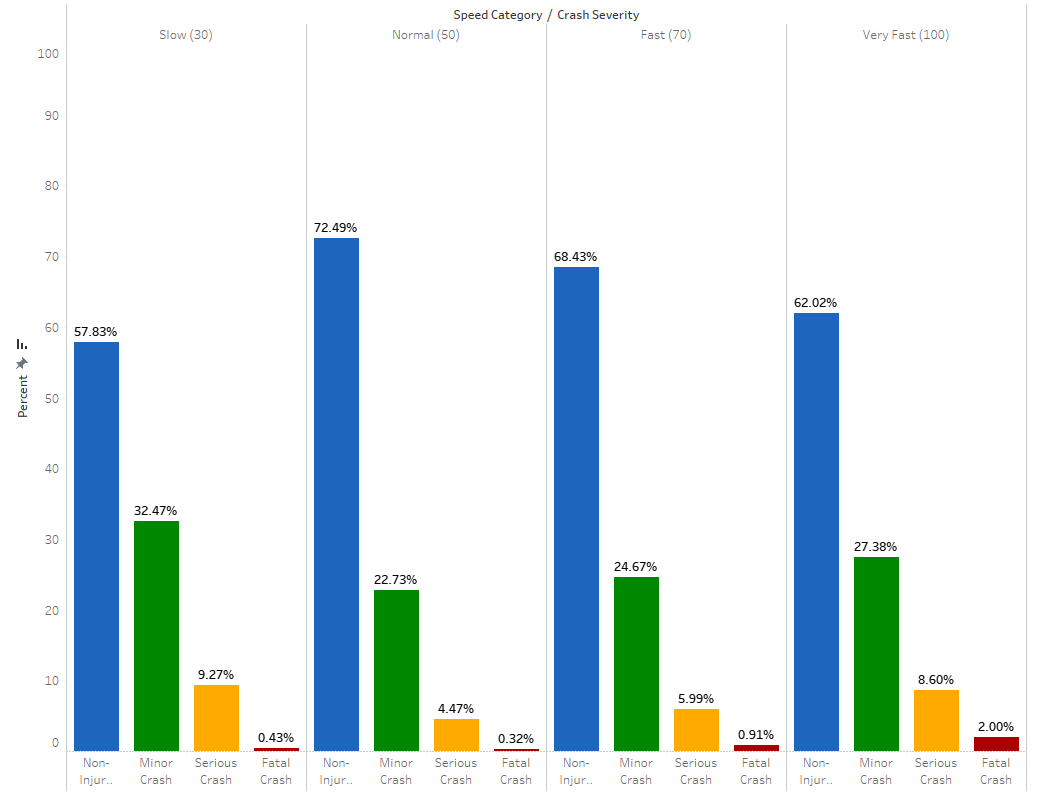 Speed Category / Crash Severity
Slow (30) Normal (50) Fast (70) Very Fast (100)
100
90
80
70
60
50
40
30
20
10
0
Percent
57.83%
32.47%
9.27%
0.43%
72.49%
22.73%
4.47%
0.32%
68.43%
24.67%
5.99%
0.91%
62.02%
27.38%
8.60%
2.00%
Non-
Injur..
Minor
Crash
Serious
Crash
Fatal
Crash
Non-
Injur..
Minor
Crash
Serious
Crash
Fatal
Crash
Non-
Injur..
Minor
Crash
Serious
Crash
Fatal
Crash
Non-
Injur..
Minor
Crash
Serious
Crash
Fatal
Crash